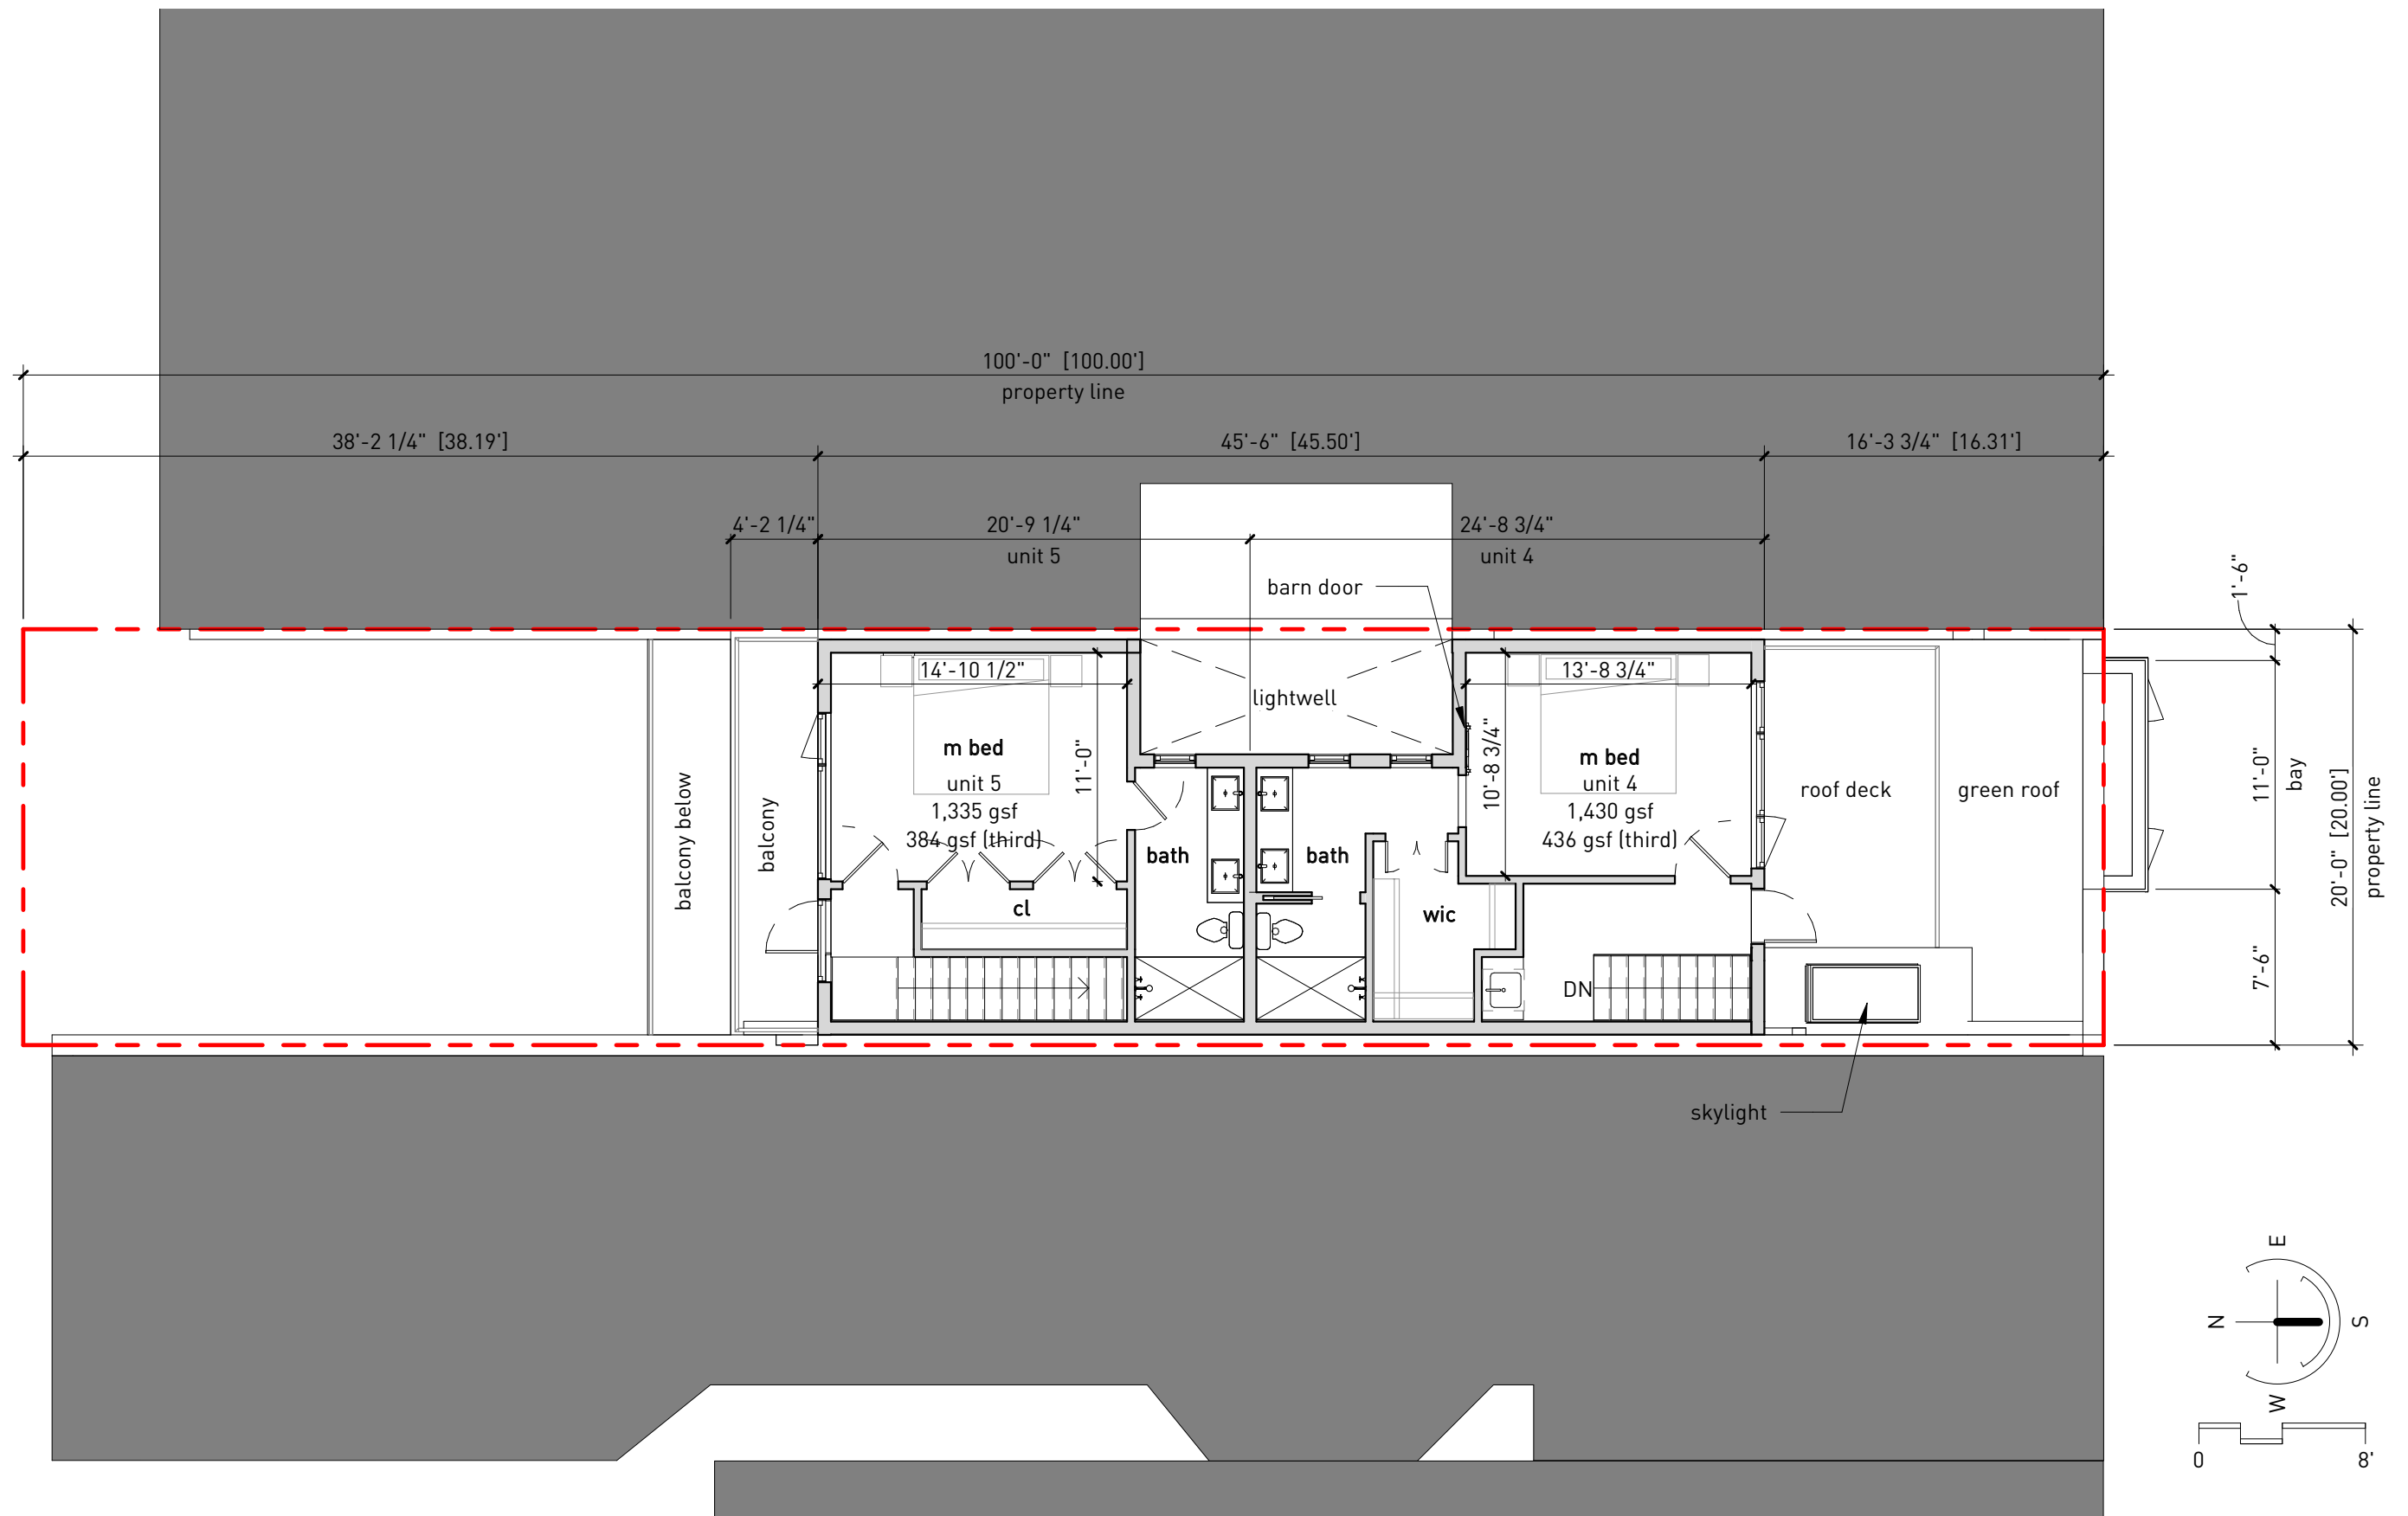 100'-0" [100.00']
property line
38'-2 1/4" [38.19']
45'-6" [45.50']
16'-3 3/4" [16.31']
4'-2 1/4"
20'-9 1/4"
unit 5
24'-8 3/4"
unit 4
barn door
1'-6"
14'-10 1/2"
lightwell
13'-8 3/4"
balcony below
balcony
m bed
unit 5
1,335 gsf
384 gsf (third)
11'-0"
bath
bath
10'-8 3/4"
m bed
unit 4
1,430 gsf
436 gsf (third)
roof deck
green roof
11'-0"
bay
20'-0" [20.00']
property line
cl
wic
7'-6"
DN
skylight
E
N
S
W
0
8'